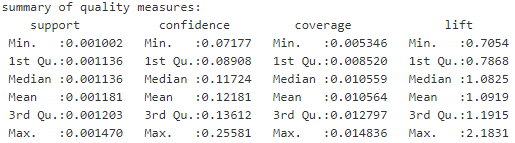 summary of quality measures:
support confidence coverage lift
Min. :0.001002 Min. :0.07177 Min. :0.005346 Min. :0.7054
1st Qu.:0.001136 1st Qu.:0.08908 1st Qu.:0.008520 1st Qu.:0.7868
Median :0.001136 Median :0.11724 Median :0.010559 Median :1.0825
Mean :0.001181 Mean :0.12181 Mean :0.010564 Mean :1.0919
3rd Qu.:0.001203 3rd Qu.:0.13612 3rd Qu.:0.012797 3rd Qu.:1.1915
Max. :0.001470 Max. :0.25581 Max. :0.014836 Max. :2.1831